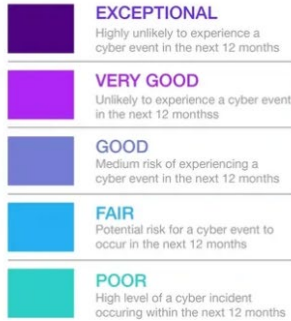 EXCEPTIONAL
Highly unlikely to experience a
cyber event in the next 12 months
VERY GOOD
Unlikely to experience a cyber event
in the next 12 monthss
GOOD
Medium risk of experiencing a
cyber event in the next 12 months
FAIR
Potential risk for a cyber event to
occur in the next 12 months
POOR
High level of a cyber incident
occuring within the next 12 months